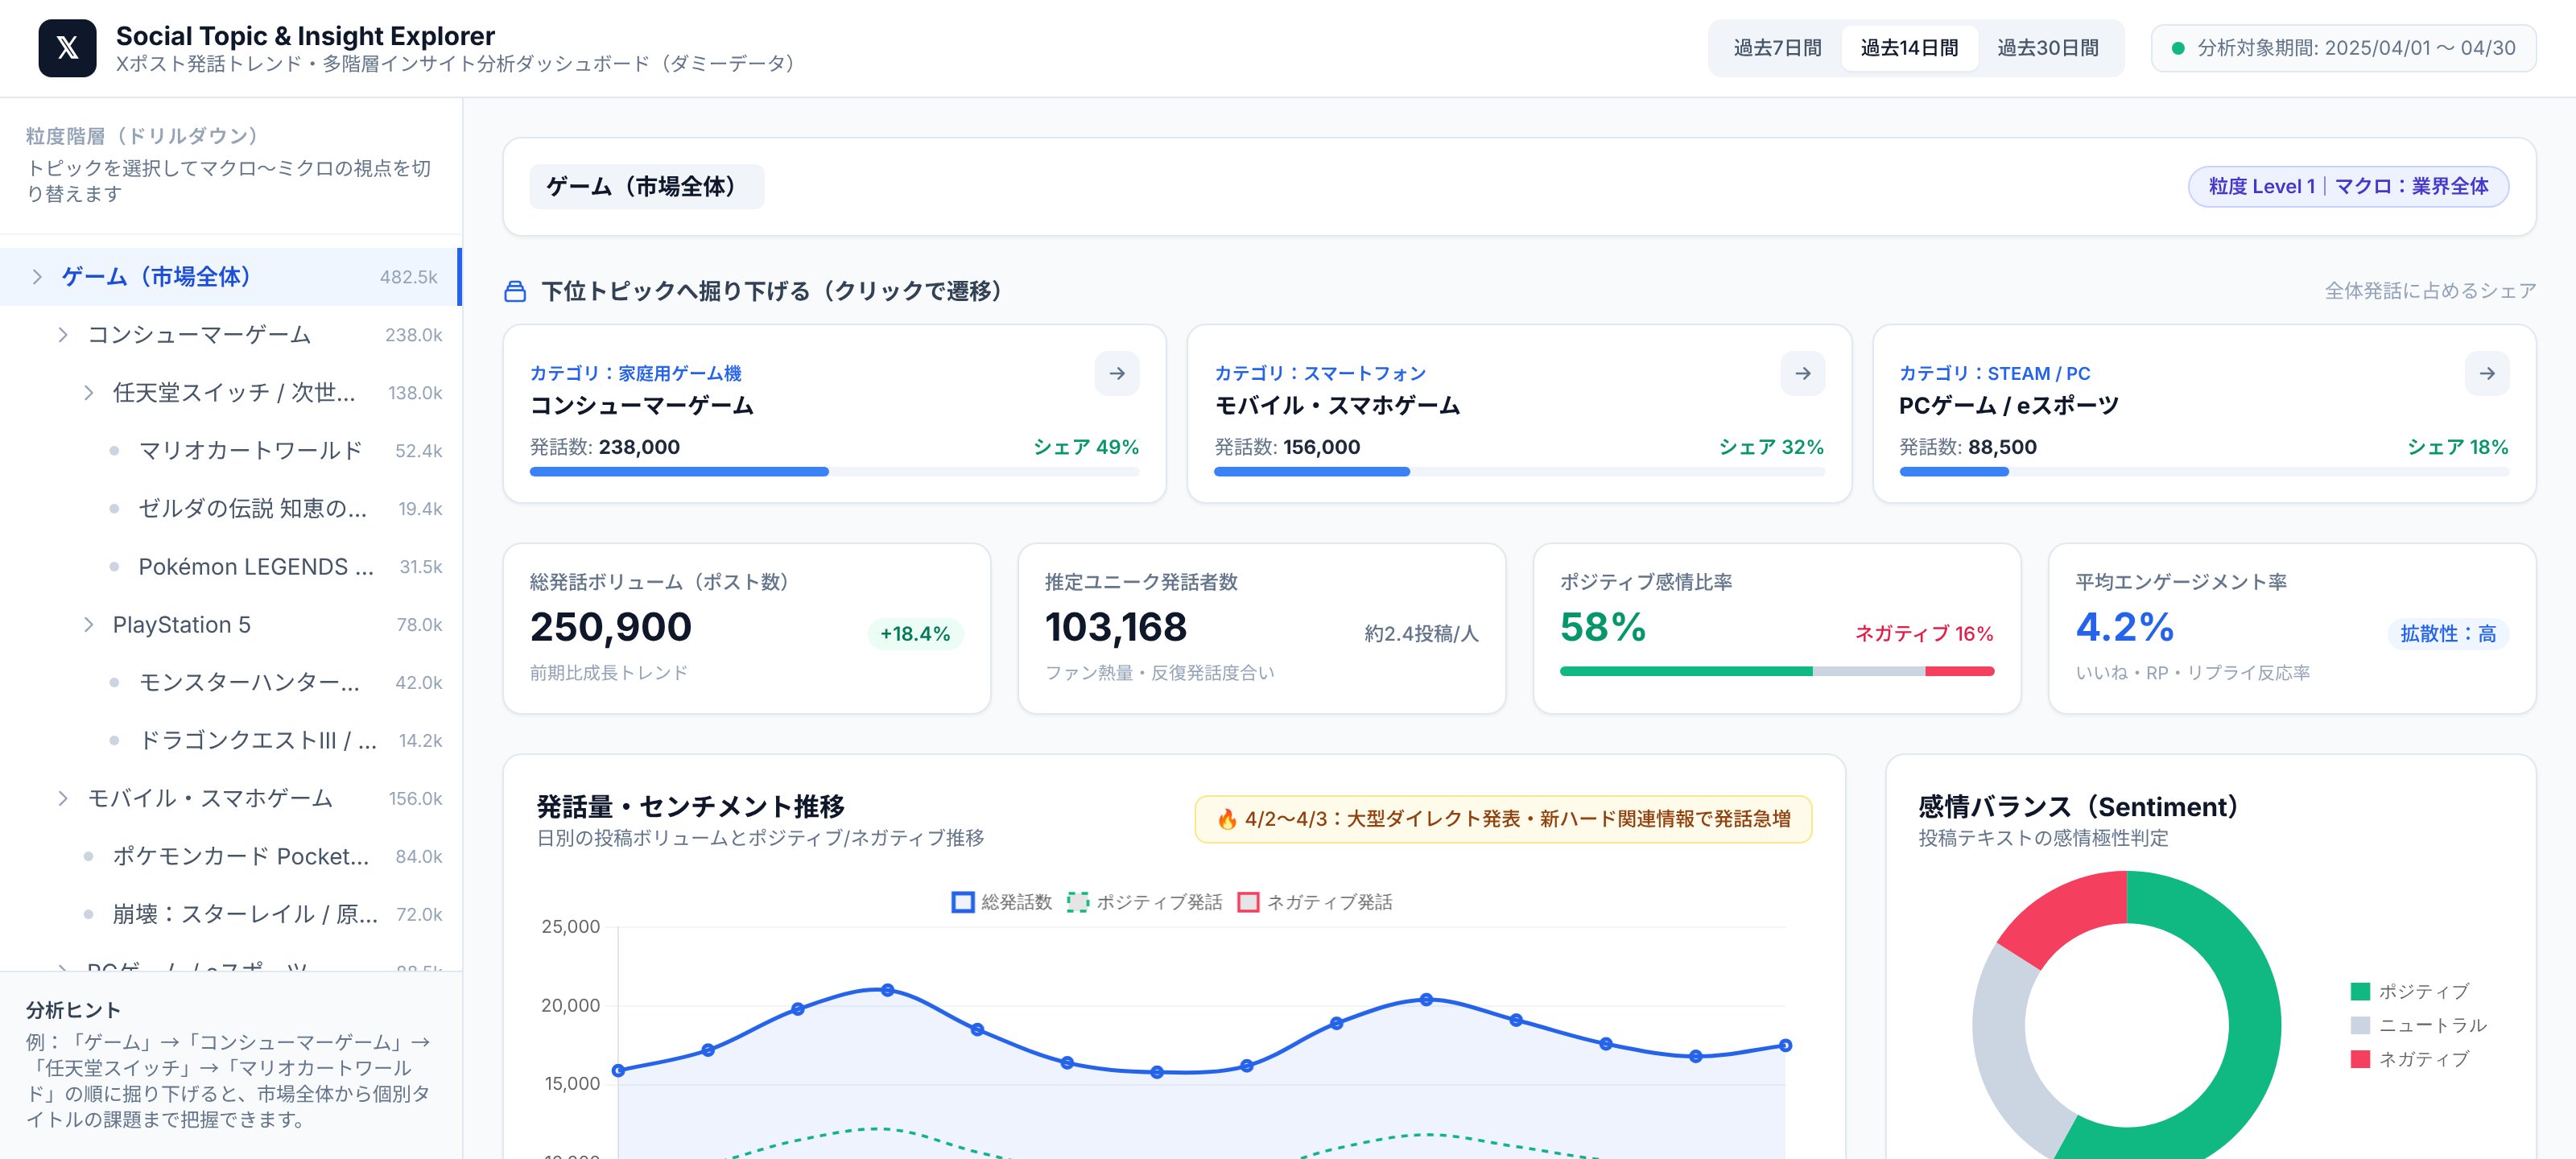 𝕏
Social Topic & Insight Explorer
Xポスト発話トレンド・多階層インサイト分析ダッシュボード（ダミーデータ）
過去7日間
過去14日間
過去30日間
分析対象期間: 2025/04/01 〜 04/30
粒度階層（ドリルダウン）
トピックを選択してマクロ〜ミクロの視点を切
り替えます
ゲーム（市場全体） 482.5k
コンシューマーゲーム 238.0k
任天堂スイッチ / 次世... 138.0k
マリオカートワールド 52.4k
ゼルダの伝説 知恵の... 19.4k
Pokémon LEGENDS ... 31.5k
PlayStation 5 78.0k
モンスターハンター... 42.0k
ドラゴンクエストIII / ... 14.2k
モバイル・スマホゲーム 156.0k
ポケモンカード Pocket... 84.0k
崩壊：スターレイル / 原... 72.0k
PCゲーム / eスポーツ 88.5k
分析ヒント
例：「ゲーム」→「コンシューマーゲーム」→
「任天堂スイッチ」→「マリオカートワール
ド」の順に掘り下げると、市場全体から個別タ
イトルの課題まで把握できます。
ゲーム（市場全体）
粒度 Level 1｜マクロ：業界全体
下位トピックへ掘り下げる（クリックで遷移）
全体発話に占めるシェア
カテゴリ：家庭用ゲーム機
コンシューマーゲーム
発話数: 238,000 シェア 49%
カテゴリ：スマートフォン
モバイル・スマホゲーム
発話数: 156,000 シェア 32%
カテゴリ：STEAM / PC
PCゲーム / eスポーツ
発話数: 88,500 シェア 18%
総発話ボリューム（ポスト数）
250,900 +18.4%
前期比成長トレンド
推定ユニーク発話者数
103,168 約2.4投稿/人
ファン熱量・反復発話度合い
ポジティブ感情比率
58% ネガティブ 16%
平均エンゲージメント率
4.2% 拡散性：高
いいね・RP・リプライ反応率
発話量・センチメント推移
日別の投稿ボリュームとポジティブ/ネガティブ推移
🔥 4/2〜4/3：大型ダイレクト発表・新ハード関連情報で発話急増
総発話数 ポジティブ発話 ネガティブ発話
25,000
20,000
15,000
10,000
感情バランス（Sentiment）
投稿テキストの感情極性判定
ポジティブ
ニュートラル
ネガティブ